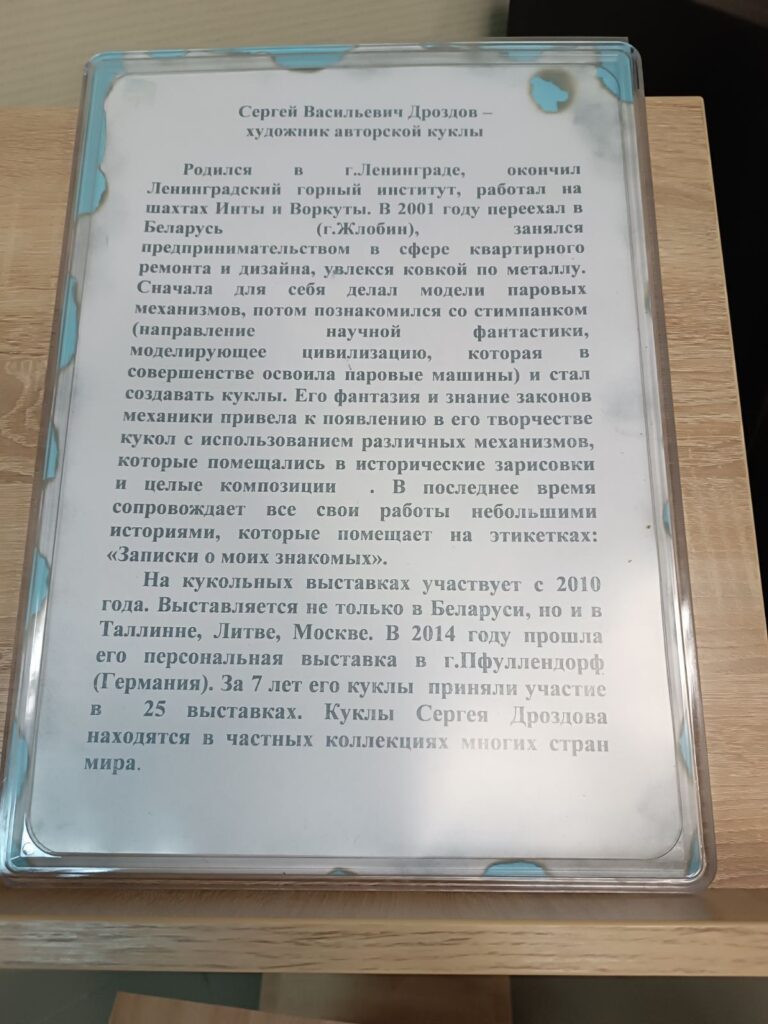 Сергей Васильевич Дроздов –
художник авторской куклы
Родился в г.Ленинграде, окончил
Ленинградский горный институт, работал на
шахтах Инты и Воркуты. В 2001 году переехал в
Беларусь (г.Жлобин), занялся
предпринимательством в сфере квартирного
ремонта и дизайна, увлекся ковкой по металлу.
Сначала для себя делал модели паровых
механизмов, потом познакомился со стимпанком
(направление научной фантастики,
моделирующее цивилизацию, которая в
совершенстве освоила паровые машины) и стал
создавать куклы. Его фантазия и знание законов
механики привела к появлению в его творчестве
кукол с использованием различных механизмов,
которые помещались в исторические зарисовки
и целые композиции . В последнее время
сопровождает все свои работы небольшими
историями, которые помещает на этикетках:
«Записки о моих знакомых».
На кукольных выставках участвует с 2010
года. Выставляется не только в Беларуси, но и в
Таллинне, Литве, Москве. В 2014 году прошла
его персональная выставка в г.Пфуллендорф
(Германия). За 7 лет его куклы приняли участие
в 25 выставках. Куклы Сергея Дроздова
находятся в частных коллекциях многих стран
мира.